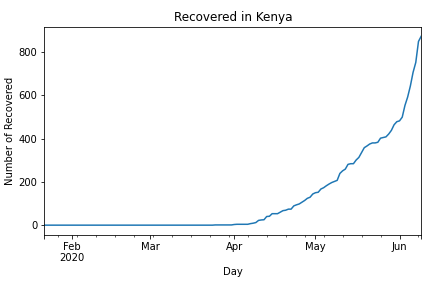 Recovered in Kenya
Number of Recovered
800
600
400
200
0
Feb
2020
Mar
Apr
May
Jun
Day